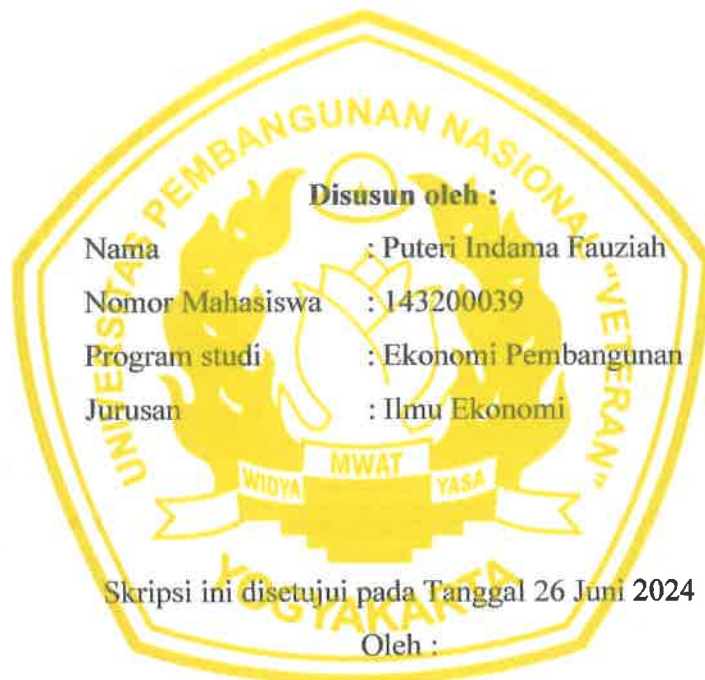 UNIVERSITAS PEMBANGUNAN NASIONAL "VETERAN"
Disusun oleh :
Nama : Puteri Indama Fauziah
Nomor Mahasiswa : 143200039
Program studi : Ekonomi Pembangunan
Jurusan : Ilmu Ekonomi
WIDYA MWAT YASA
YOGYAKARTA
Skripsi ini disetujui pada Tanggal 26 Juni 2024
Oleh :